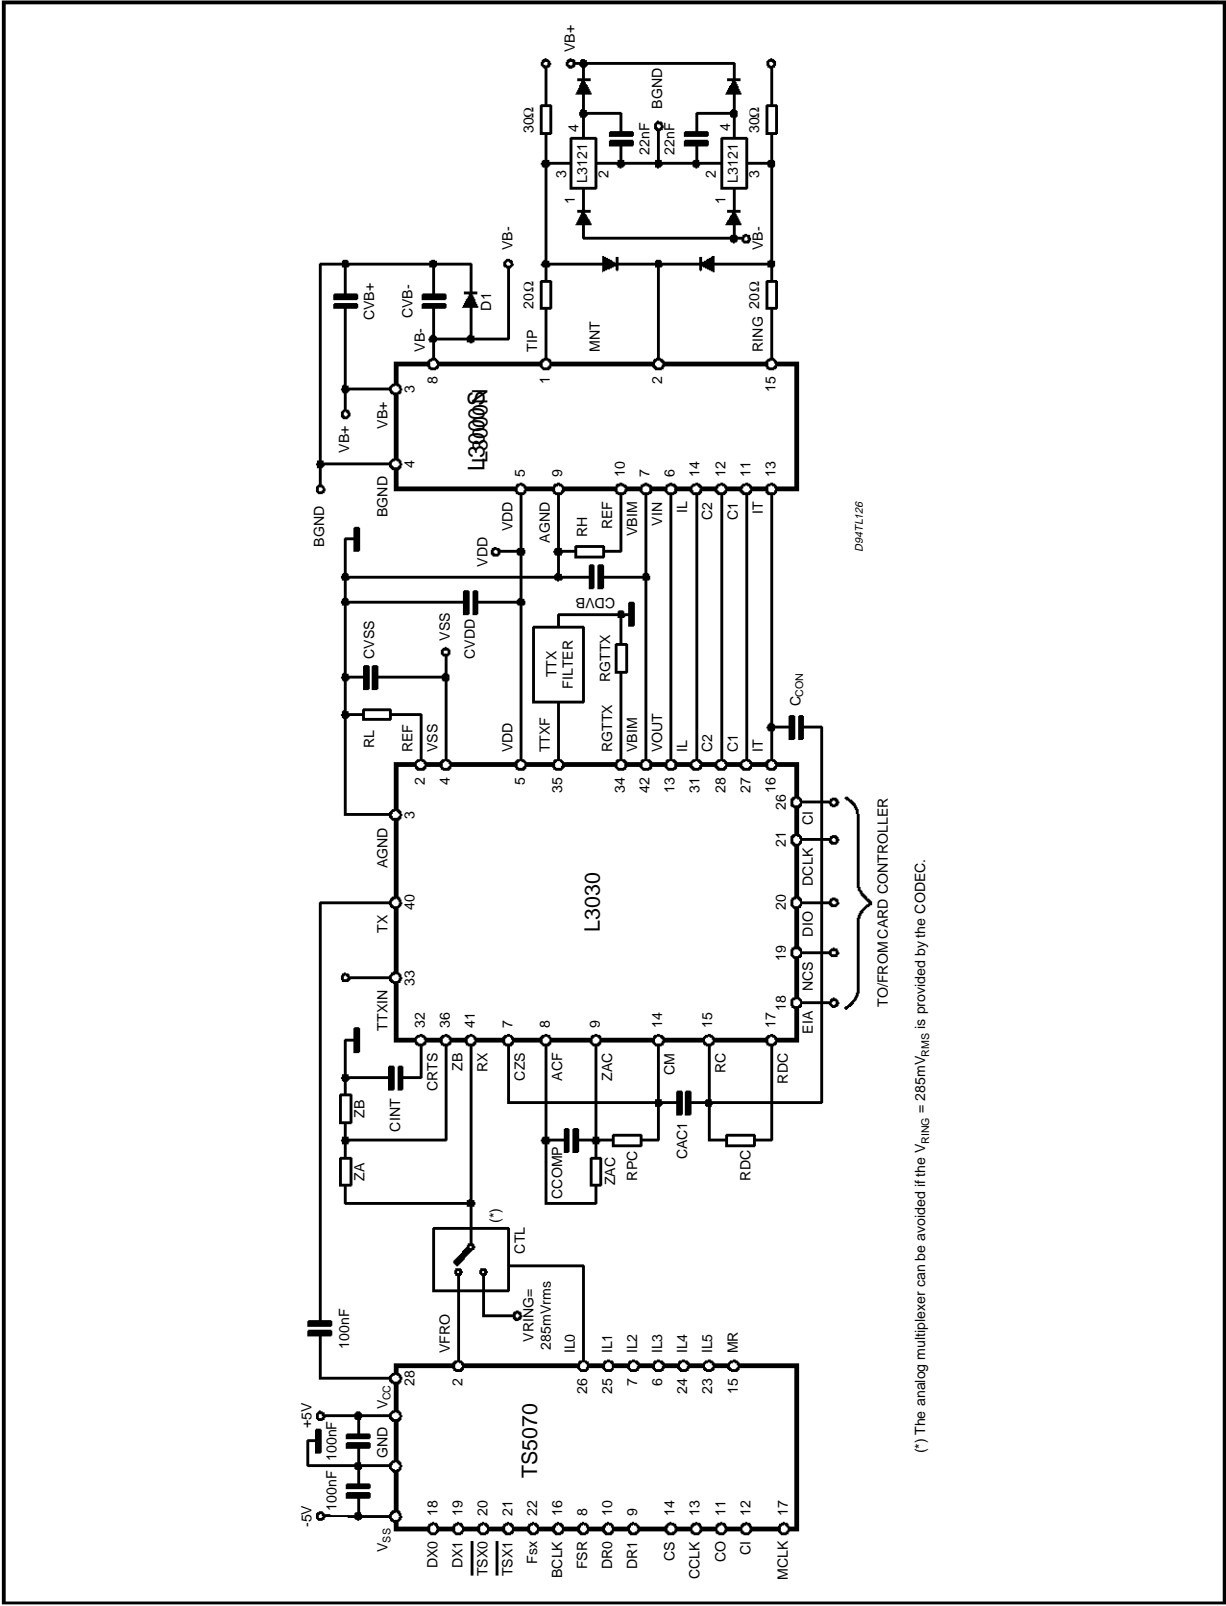 -5V
100nF
100nF
+5V
VSS
GND
VCC
28
100nF
DX0 18
DX1 19
TSX0 20
TSX1 21
Fsx 22
BCLK 16
FSR 8
DR0 10
DR1 9
CS 14
CCLK 13
CO 11
CI 12
MCLK 17
TS5070
2 VFRO
26 IL0
25 IL1
7 IL2
6 IL3
24 IL4
23 IL5
15 MR
VRING=
285mVrms
CTL
(*)
ZA
ZB
CINT
CRTS 32
ZB 36
RX 41
CZS 7
ACF 8
ZAC 9
CM 14
RC 15
RDC 17
CCOMP
ZAC
RPC
CAC1
RDC
TTXIN
33
TX
40
AGND
3
L3030
18 EIA
19 NCS
20 DIO
21 DCLK
26 CI
TO/FROM CARD CONTROLLER
2 REF
4 VSS
5 VDD
35 TTXF
34 RGTTX
42 VBIM
13 VOUT
31 IL
28 C2
27 C1
16 IT
RL
CVSS
VSS
CVDD
TTX
FILTER
RGTTX
CCON
VDD
CDVB
RH
VDD 5
AGND 9
REF 10
VBIM 7
VIN 6
IL 14
C2 12
C1 11
IT 13
BGND
BGND
4
VB+
VB+
3
L3000S
L3000N
CVB+
CVB-
D1
VB-
8 VB-
1 TIP
2 MNT
15 RING
20Ω
20Ω
VB-
1 L3121 4
3
2
1 L3121 4
2
3
22nF
22nF
30Ω
30Ω
BGND
VB+
D94TL126
(*) The analog multiplexer can be avoided if the VRING = 285mVRMS is provided by the CODEC.